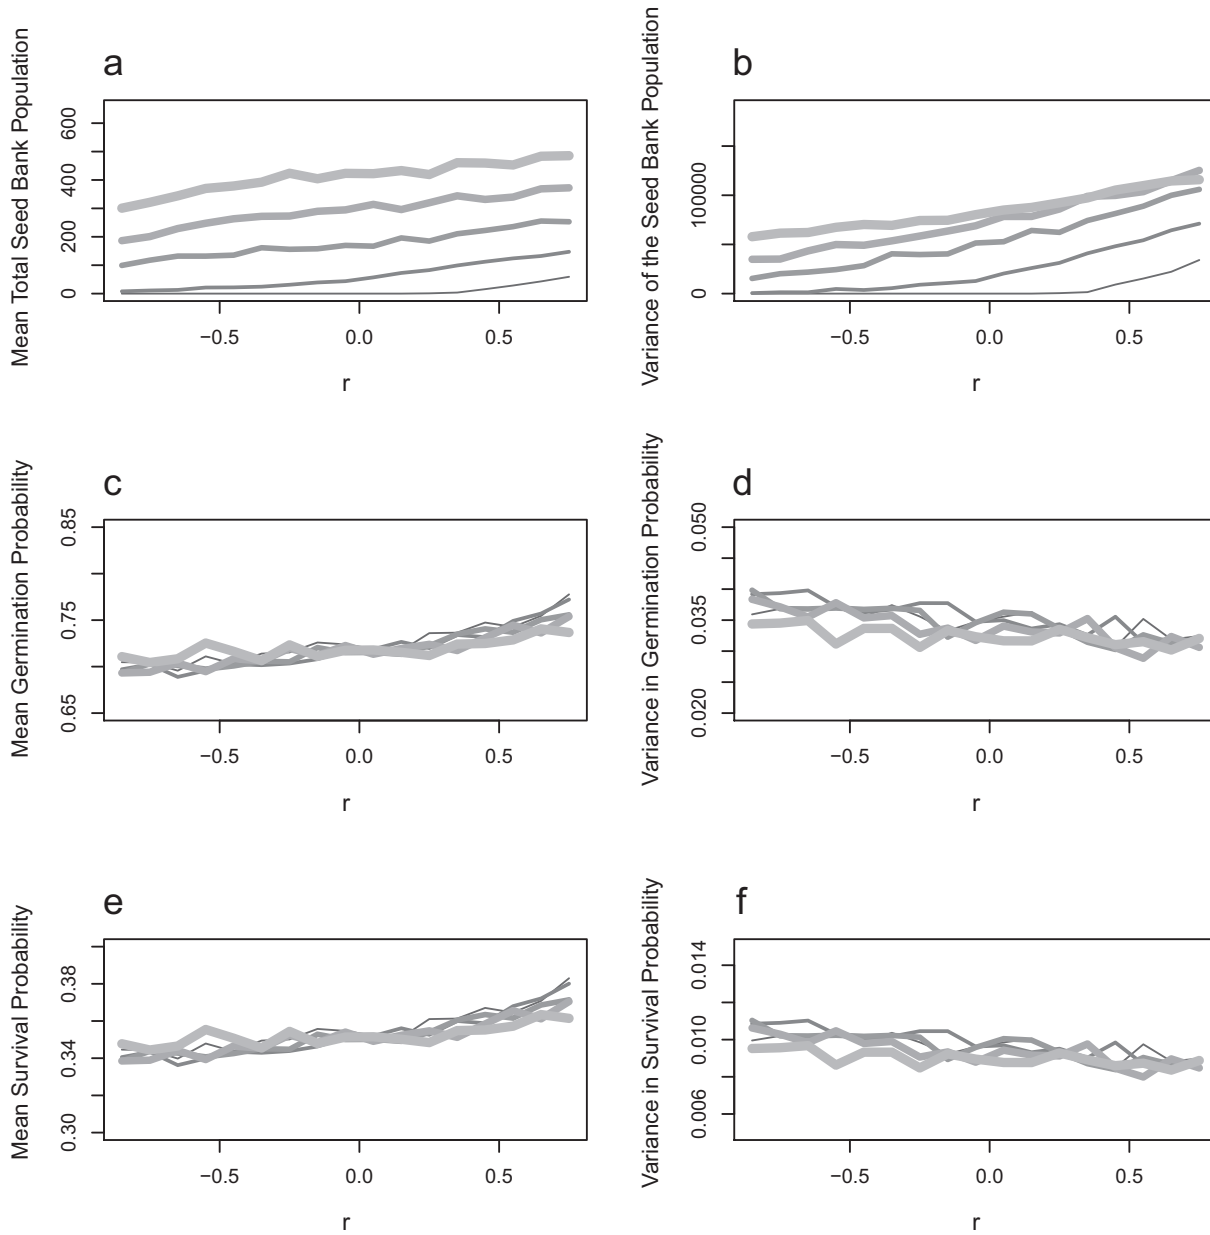 a
Mean Total Seed Bank Population
600
400
200
0
−0.5 0.0 0.5
r
b
Variance of the Seed Bank Population
100000
0
−0.5 0.0 0.5
r
c
Mean Germination Probability
0.85
0.75
0.65
−0.5 0.0 0.5
r
d
Variance in Germination Probability
0.050
0.035
0.020
−0.5 0.0 0.5
r
e
Mean Survival Probability
0.38
0.34
0.30
−0.5 0.0 0.5
r
f
Variance in Survival Probability
0.014
0.010
0.006
−0.5 0.0 0.5
r